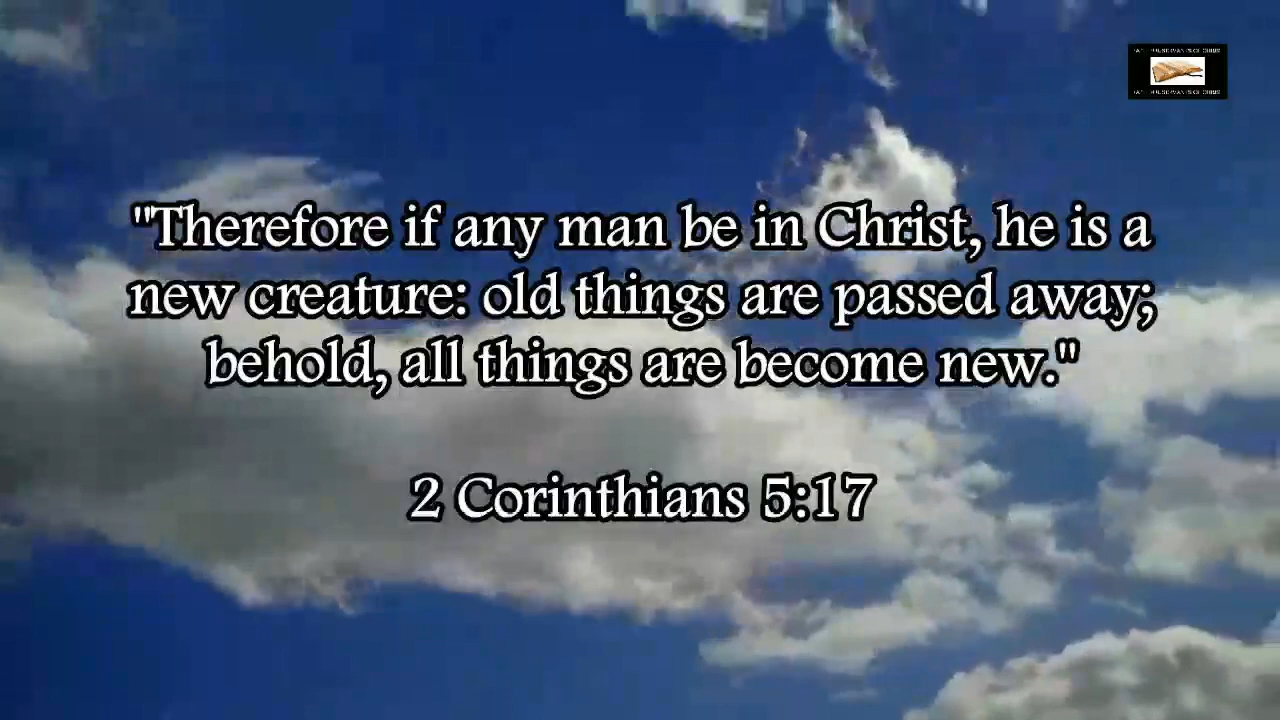 "Therefore if any man be in Christ, he is a
new creature: old things are passed away;
behold, all things are become new."
2 Corinthians 5:17